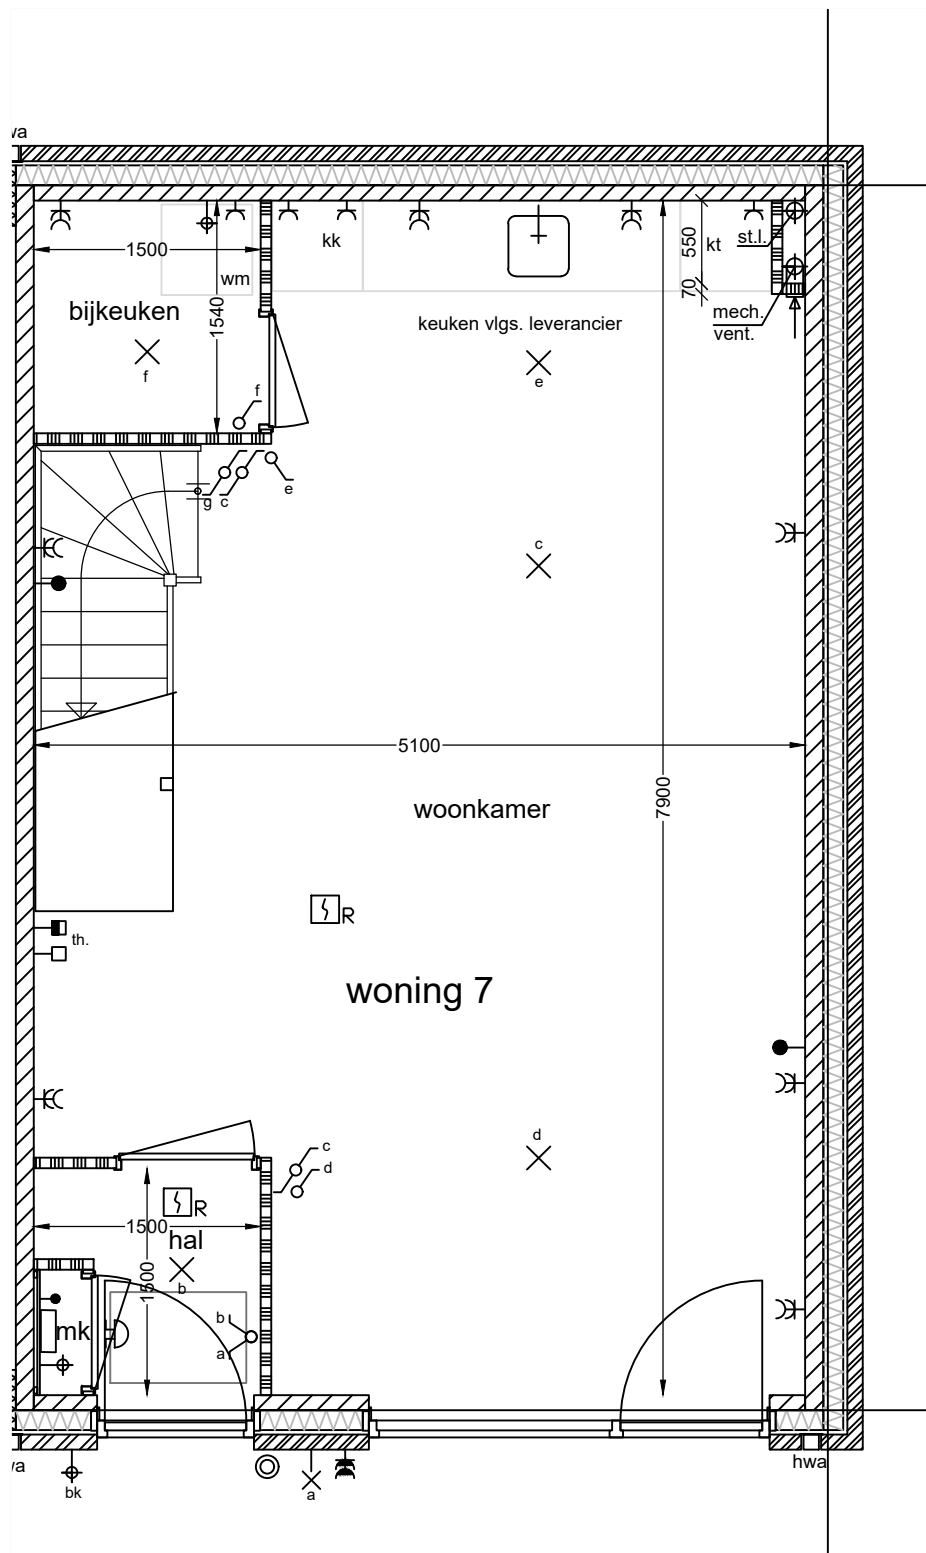 wa
1500
wm
bijkeuken
1540
f
kk
550
kt
70
st.l.
mech.
vent.
keuken vlgs. leverancier
e
f
g
c
e
c
5100
7900
woonkamer
R
th.
woning 7
c
d
d
R
1500
hal
1500
b
mk
b
a
wa
bk
a
hwa